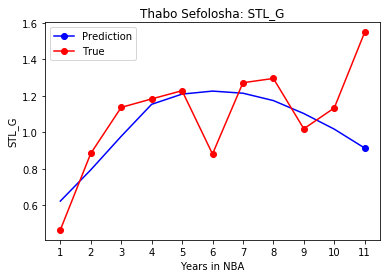 Thabo Sefolosha: STL_G
Prediction
True
STL_G
1.6
1.4
1.2
1.0
0.8
0.6
1 2 3 4 5 6 7 8 9 10 11
Years in NBA